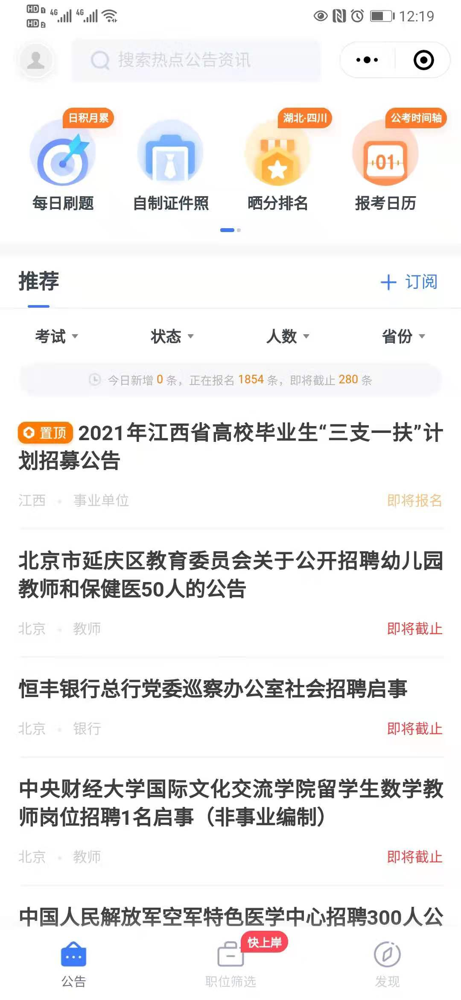 HD 1 4G 4G
HD 2
12:19
搜索热点公告资讯
日积月累
湖北·四川
公考时间轴
01
每日刷题
自制证件照
晒分排名
报考日历
推荐
订阅
考试
状态
人数
省份
今日新增 0 条，正在报名 1854 条，即将截止 280 条
置顶 2021年江西省高校毕业生“三支一扶”计
划招募公告
江西 · 事业单位
即将报名
北京市延庆区教育委员会关于公开招聘幼儿园
教师和保健医50人的公告
北京 · 教师
即将截止
恒丰银行总行党委巡察办公室社会招聘启事
北京 · 银行
即将截止
中央财经大学国际文化交流学院留学生数学教
师岗位招聘1名启事（非事业编制）
北京 · 教师
即将截止
中国人民解放军空军特色医学中心招聘300人公
快上岸
公告
职位筛选
发现